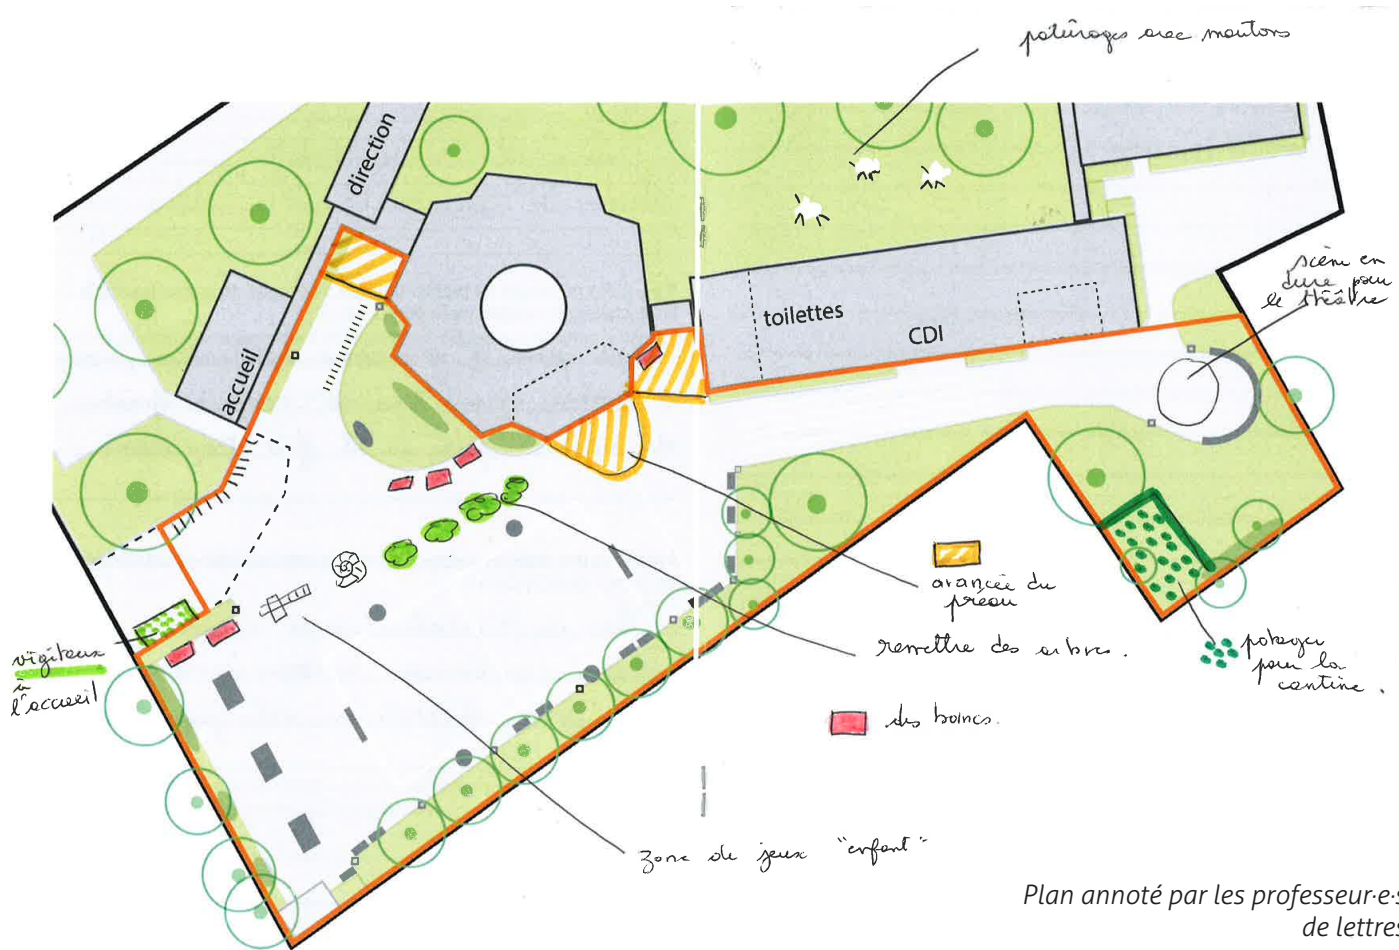 pâturages avec moutons
direction
scène en
dure pour
le théâtre
toilettes
CDI
accueil
avancée du
préau
remettre des arbres.
végétaux
à
l'accueil
potager
pour la
cantine.
des bancs.
zone de jeux "enfant"
Plan annoté par les professeur·e·s
de lettres